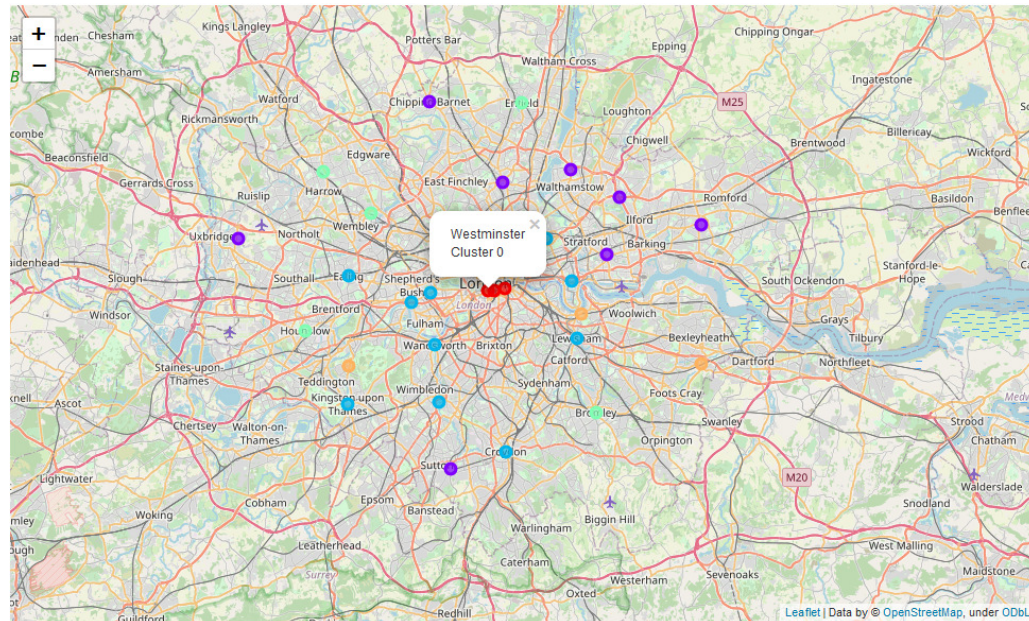 +
−
Chesham
Amersham
Kings Langley
Potters Bar
Waltham Cross
Epping
Chipping Ongar
Watford
Rickmansworth
Chipping Barnet
Enfield
Loughton
M25
Ingatestone
Chigwell
Brentwood
Billericay
Wickford
Beaconsfield
Edgware
Gerrards Cross
Ruislip
Harrow
East Finchley
Walthamstow
Romford
Basildon
Benfleet
Uxbridge
Northolt
Wembley
Westminster
Cluster 0
×
Stratford
Ilford
Barking
Slough
Southall
Ealing
Shepherd's
Bush
London
South Ockendon
Stanford-le-
Hope
Windsor
Brentford
Fulham
Woolwich
Grays
Tilbury
Hounslow
Wandsworth
Brixton
Lewisham
Catford
Bexleyheath
Dartford
Northfleet
Staines-upon-
Thames
Teddington
Kingston upon
Thames
Wimbledon
Sydenham
Foots Cray
Ascot
Chertsey
Walton-on-
Thames
Bromley
Swanley
Strood
Chatham
Orpington
Lightwater
Sutton
Croydon
M20
Walderslade
Woking
Cobham
Epsom
Banstead
Biggin Hill
Snodland
Warlingham
Leatherhead
Caterham
West Malling
Surrey
Westerham
Sevenoaks
Maidstone
Guildford
Redhill
Oxted
Leaflet | Data by © OpenStreetMap, under ODbL